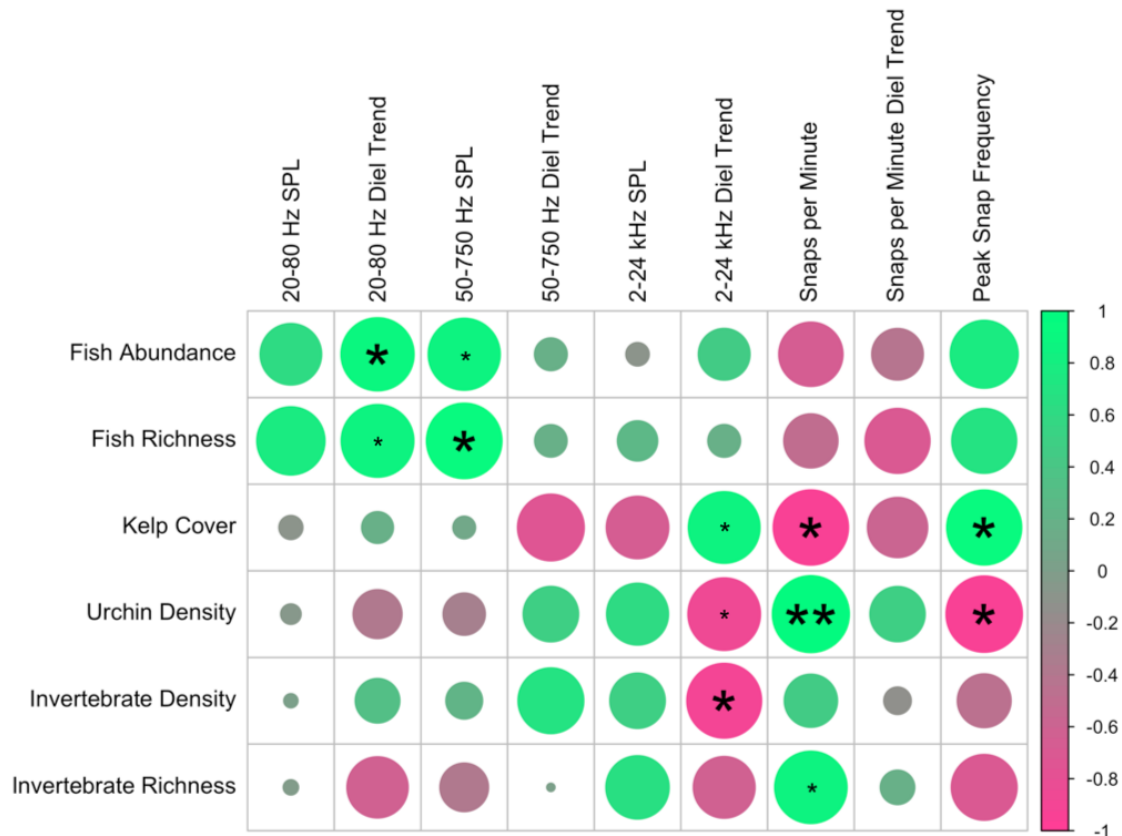 20-80 Hz SPL
20-80 Hz Diel Trend
50-750 Hz SPL
50-750 Hz Diel Trend
2-24 kHz SPL
2-24 kHz Diel Trend
Snaps per Minute
Snaps per Minute Diel Trend
Peak Snap Frequency
Fish Abundance
* *
Fish Richness
* *
Kelp Cover
* * *
Urchin Density
* ** *
Invertebrate Density
*
Invertebrate Richness
*
1
0.8
0.6
0.4
0.2
0
-0.2
-0.4
-0.6
-0.8
-1